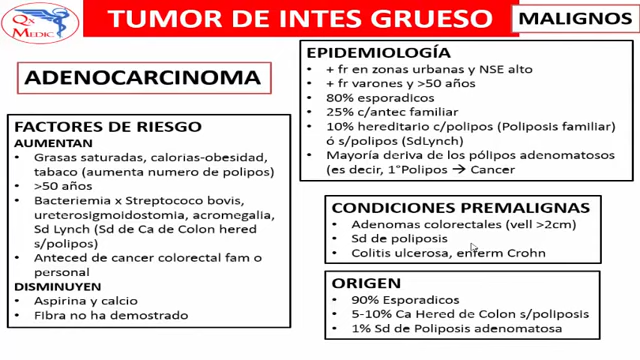 Qx
MEDIC
TUMOR DE INTES GRUESO
MALIGNOS
ADENOCARCINOMA
FACTORES DE RIESGO
AUMENTAN
• Grasas saturadas, calorias-obesidad,
tabaco (aumenta numero de polipos)
• >50 años
• Bacteriemia x Streptococo bovis,
ureterosigmoidostomia, acromegalia,
Sd Lynch (Sd de Ca de Colon hered
s/polipos)
• Anteced de cancer colorectal fam o
personal
DISMINUYEN
• Aspirina y calcio
• Fibra no ha demostrado
EPIDEMIOLOGÍA
• + fr en zonas urbanas y NSE alto
• + fr varones y >50 años
• 80% esporadicos
• 25% c/antec familiar
• 10% hereditario c/polipos (Poliposis familiar)
ó s/polipos (SdLynch)
• Mayoría deriva de los pólipos adenomatosos
(es decir, 1°Polipos → Cancer
CONDICIONES PREMALIGNAS
• Adenomas colorectales (vell >2cm)
• Sd de poliposis
• Colitis ulcerosa, enferm Crohn
ORIGEN
• 90% Esporadicos
• 5-10% Ca Hered de Colon s/poliposis
• 1% Sd de Poliposis adenomatosa